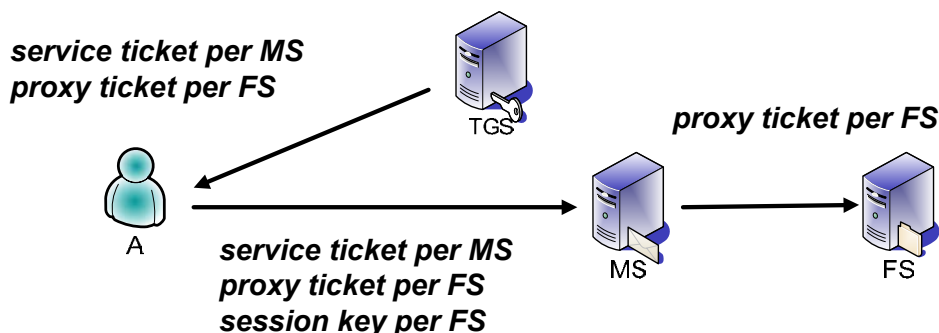 service ticket per MS
proxy ticket per FS
TGS
proxy ticket per FS
A
service ticket per MS
proxy ticket per FS
session key per FS
MS
FS